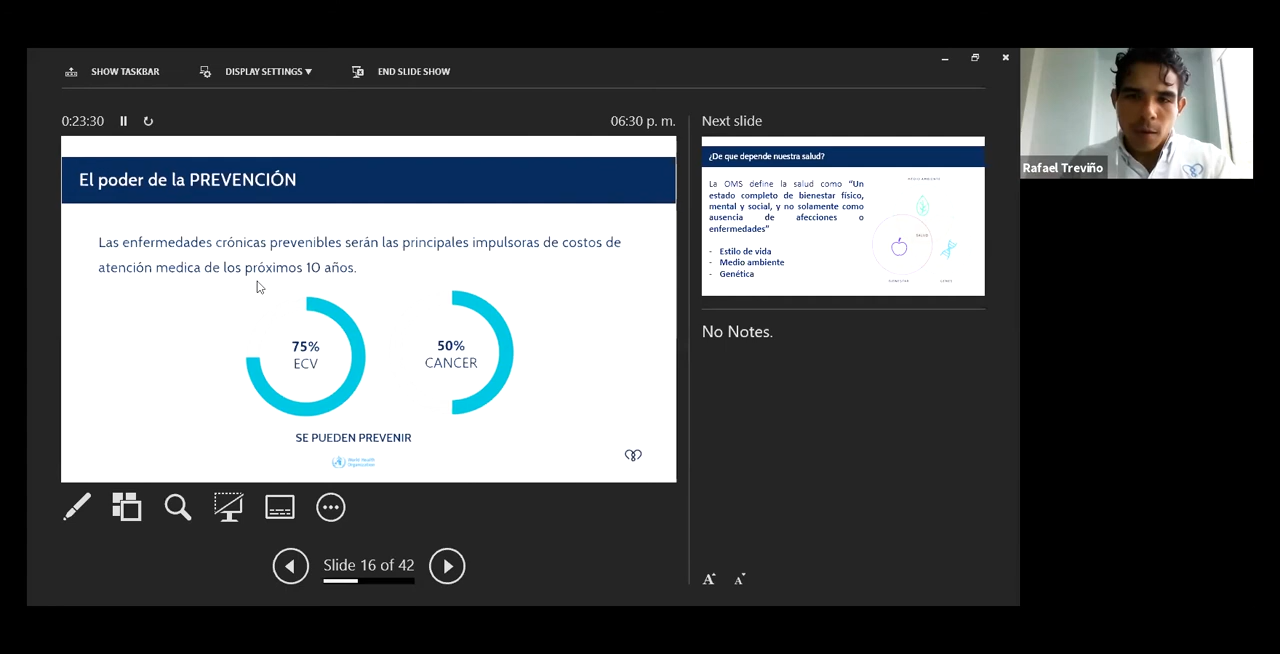 SHOW TASKBAR
DISPLAY SETTINGS ▼
END SLIDE SHOW
0:23:30
06:30 p. m.
El poder de la PREVENCIÓN
Las enfermedades crónicas prevenibles serán las principales impulsoras de costos de
atención medica de los próximos 10 años.
75%
ECV
50%
CANCER
SE PUEDEN PREVENIR
World Health
Organization
Slide 16 of 42
Next slide
¿De que depende nuestra salud?
La OMS define la salud como “Un
estado completo de bienestar físico,
mental y social, y no solamente como
ausencia de afecciones o
enfermedades”
- Estilo de vida
- Medio ambiente
- Genética
MEDIO AMBIENTE
SALUD
BIENESTAR
No Notes.
A A
Rafael Treviño